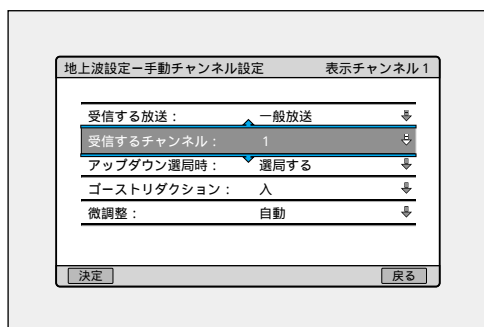 地上波設定－手動チャンネル設定 表示チャンネル 1
受信する放送： 一般放送
受信するチャンネル： 1
アップダウン選局時： 選局する
ゴーストリダクション： 入
微調整： 自動
決定 戻る